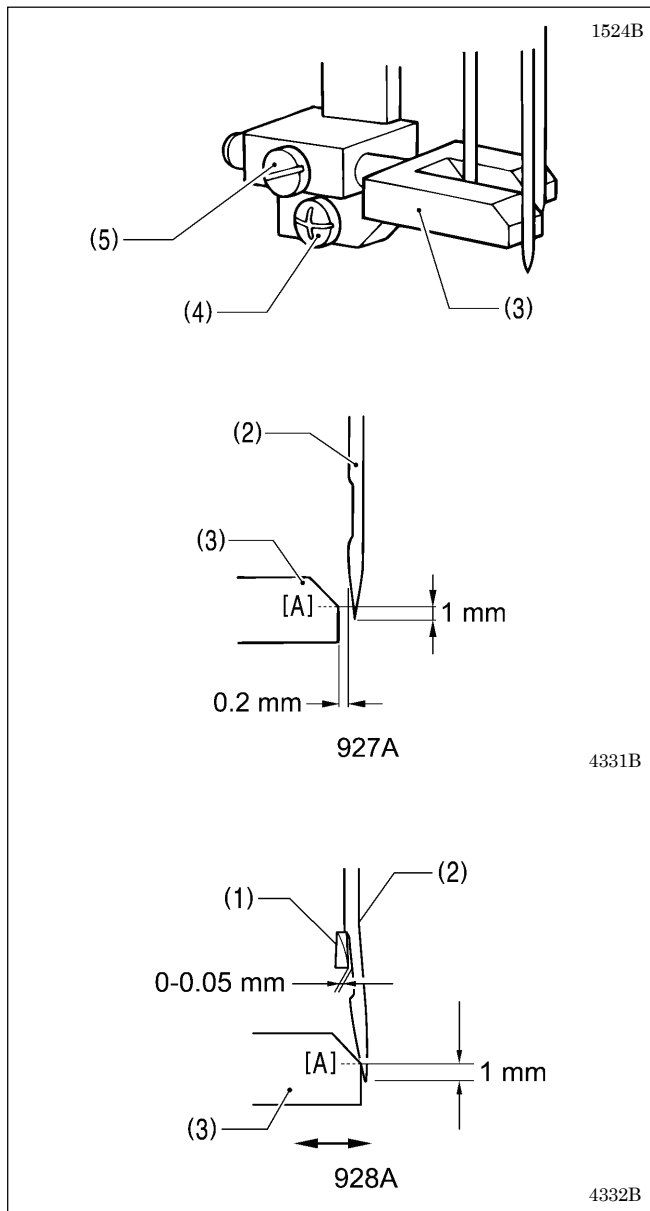 1524B
(5)
(4)
(3)
(2)
(3)
[A]
1 mm
0.2 mm
927A
4331B
(2)
(1)
0-0.05 mm
[A]
1 mm
(3)
928A
4332B